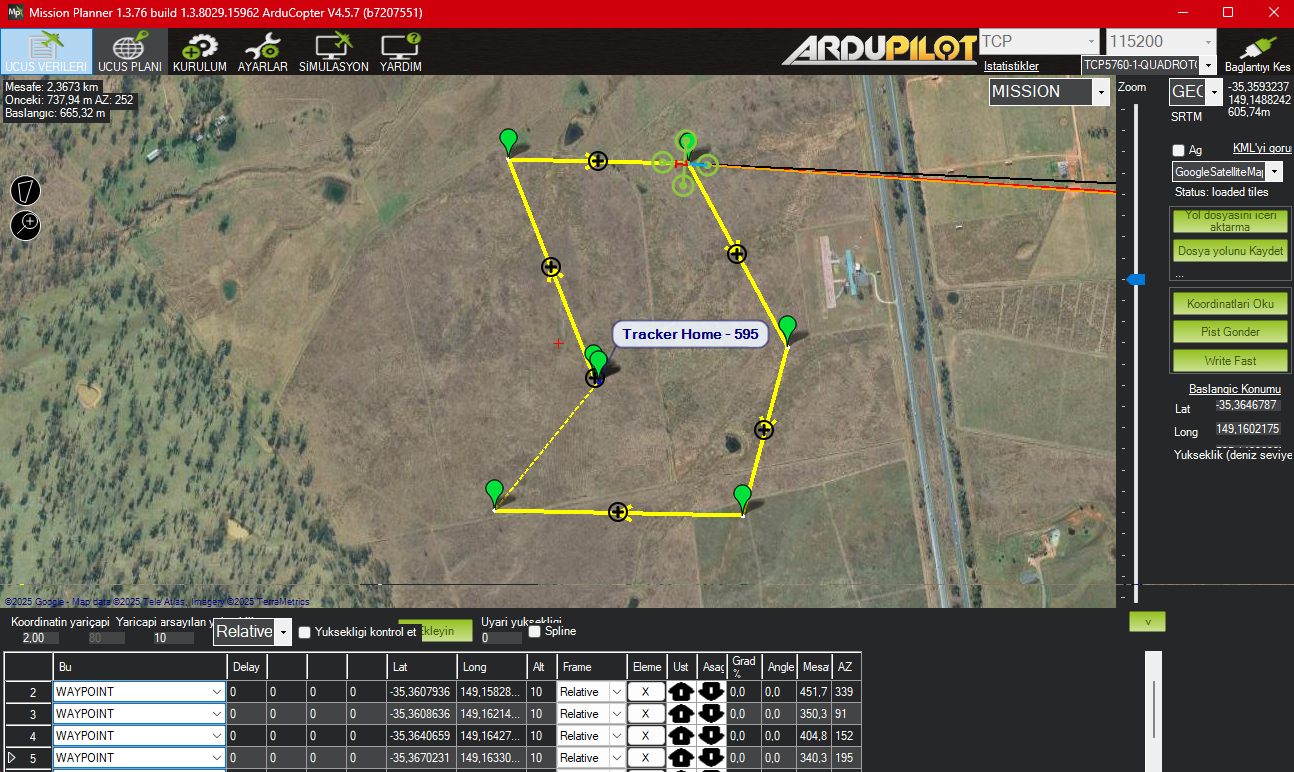 Mission Planner 1.3.76 build 1.3.8029.15962 ArduCopter V4.5.7 (b7207551)
UCUS VERILERI
UCUS PLANI
KURULUM
AYARLAR
SİMULASYON
YARDIM
ARDUPILOT
TCP
115200
Istatistikler
TCP5760-1-QUADROTO
Baglantıyı Kes
Mesafe: 2,3673 km
Onceki: 737,94 m AZ: 252
Baslangıc: 665,32 m
MISSION
Zoom
GEO
-35,3593237
149,1488242
605,74m
SRTM
Ag
KML'yi goru
GoogleSatelliteMap
Status: loaded tiles
Yol dosyasını iceri
aktarma
Dosya yolunu Kaydet
...
Koordinatlari Oku
Pist Gonder
Write Fast
Baslangic Konumu
Lat
-35,3646787
Long
149,1602175
Yukseklik (deniz seviye
Tracker Home - 595
©2025 Google - Map data ©2025 Tele Atlas, Imagery ©2025 TerraMetrics
Koordinatin yariçapi
2,00
Yaricapi arsayılan
80
10
Relative
Yuksekligi kontrol et
Ekleyin
Uyari yuksekligi
0
Spline
v
Bu Delay Lat Long Alt Frame Eleme Ust Asag Grad % Angle Mesa AZ
2 WAYPOINT 0 0 0 0 -35,3607936 149,15828... 10 Relative X 0,0 0,0 451,7 339
3 WAYPOINT 0 0 0 0 -35,3608636 149,16214... 10 Relative X 0,0 0,0 350,3 91
4 WAYPOINT 0 0 0 0 -35,3640659 149,16427... 10 Relative X 0,0 0,0 404,8 152
5 WAYPOINT 0 0 0 0 -35,3670231 149,16330... 10 Relative X 0,0 0,0 340,3 195